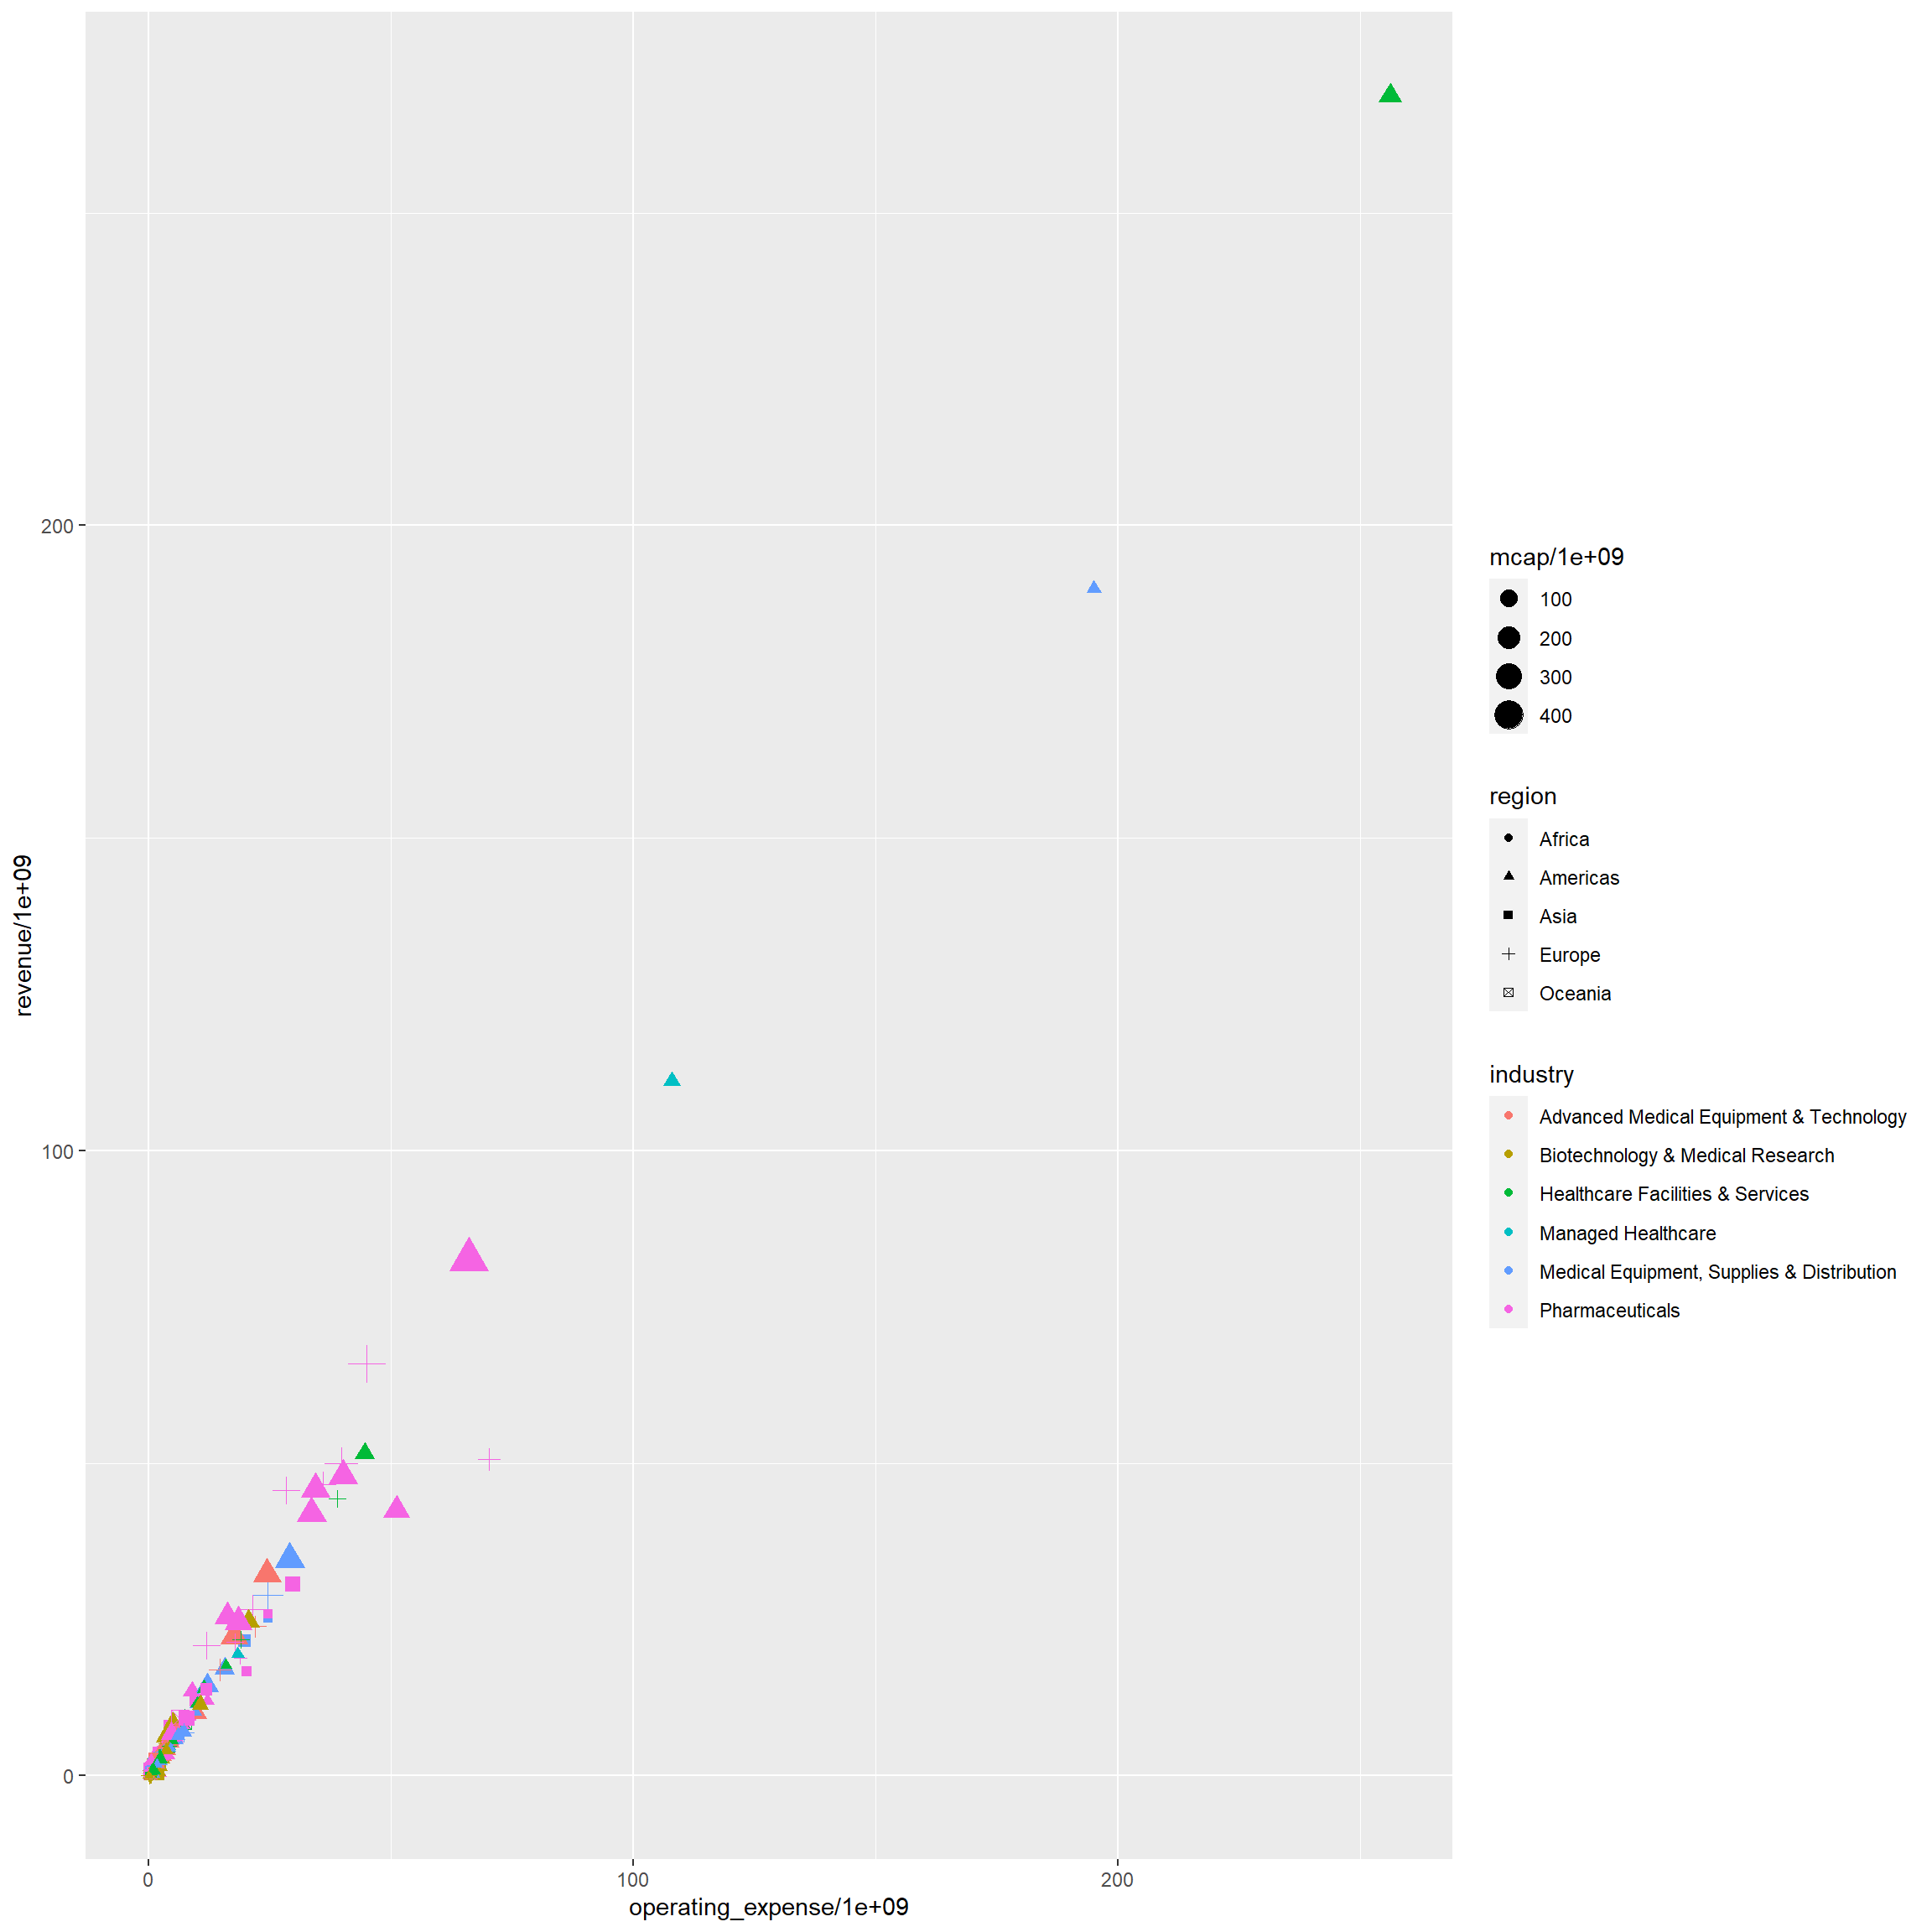 revenue/1e+09
200
100
0
0
100
200
operating_expense/1e+09
mcap/1e+09
100
200
300
400
region
Africa
Americas
Asia
Europe
Oceania
industry
Advanced Medical Equipment & Technology
Biotechnology & Medical Research
Healthcare Facilities & Services
Managed Healthcare
Medical Equipment, Supplies & Distribution
Pharmaceuticals